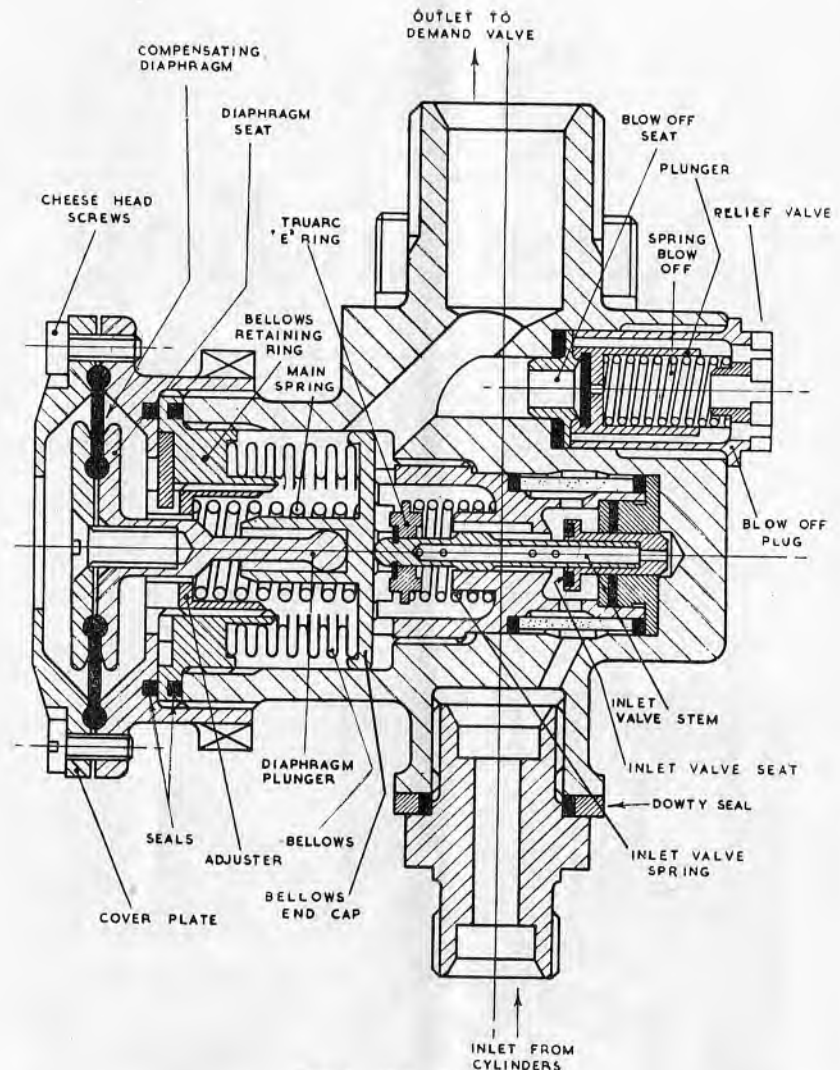 OUTLET TO
DEMAND VALVE
COMPENSATING
DIAPHRAGM
DIAPHRAGM
SEAT
BLOW OFF
SEAT
PLUNGER
CHEESE HEAD
SCREWS
TRUARC
'E' RING
SPRING
BLOW
OFF
RELIEF VALVE
BELLOWS
RETAINING
RING
MAIN
SPRING
BLOW OFF
PLUG
INLET
VALVE STEM
DIAPHRAGM
PLUNGER
INLET VALVE SEAT
DOWTY SEAL
SEALS
ADJUSTER
BELLOWS
INLET VALVE
SPRING
COVER PLATE
BELLOWS
END CAP
INLET FROM
CYLINDERS